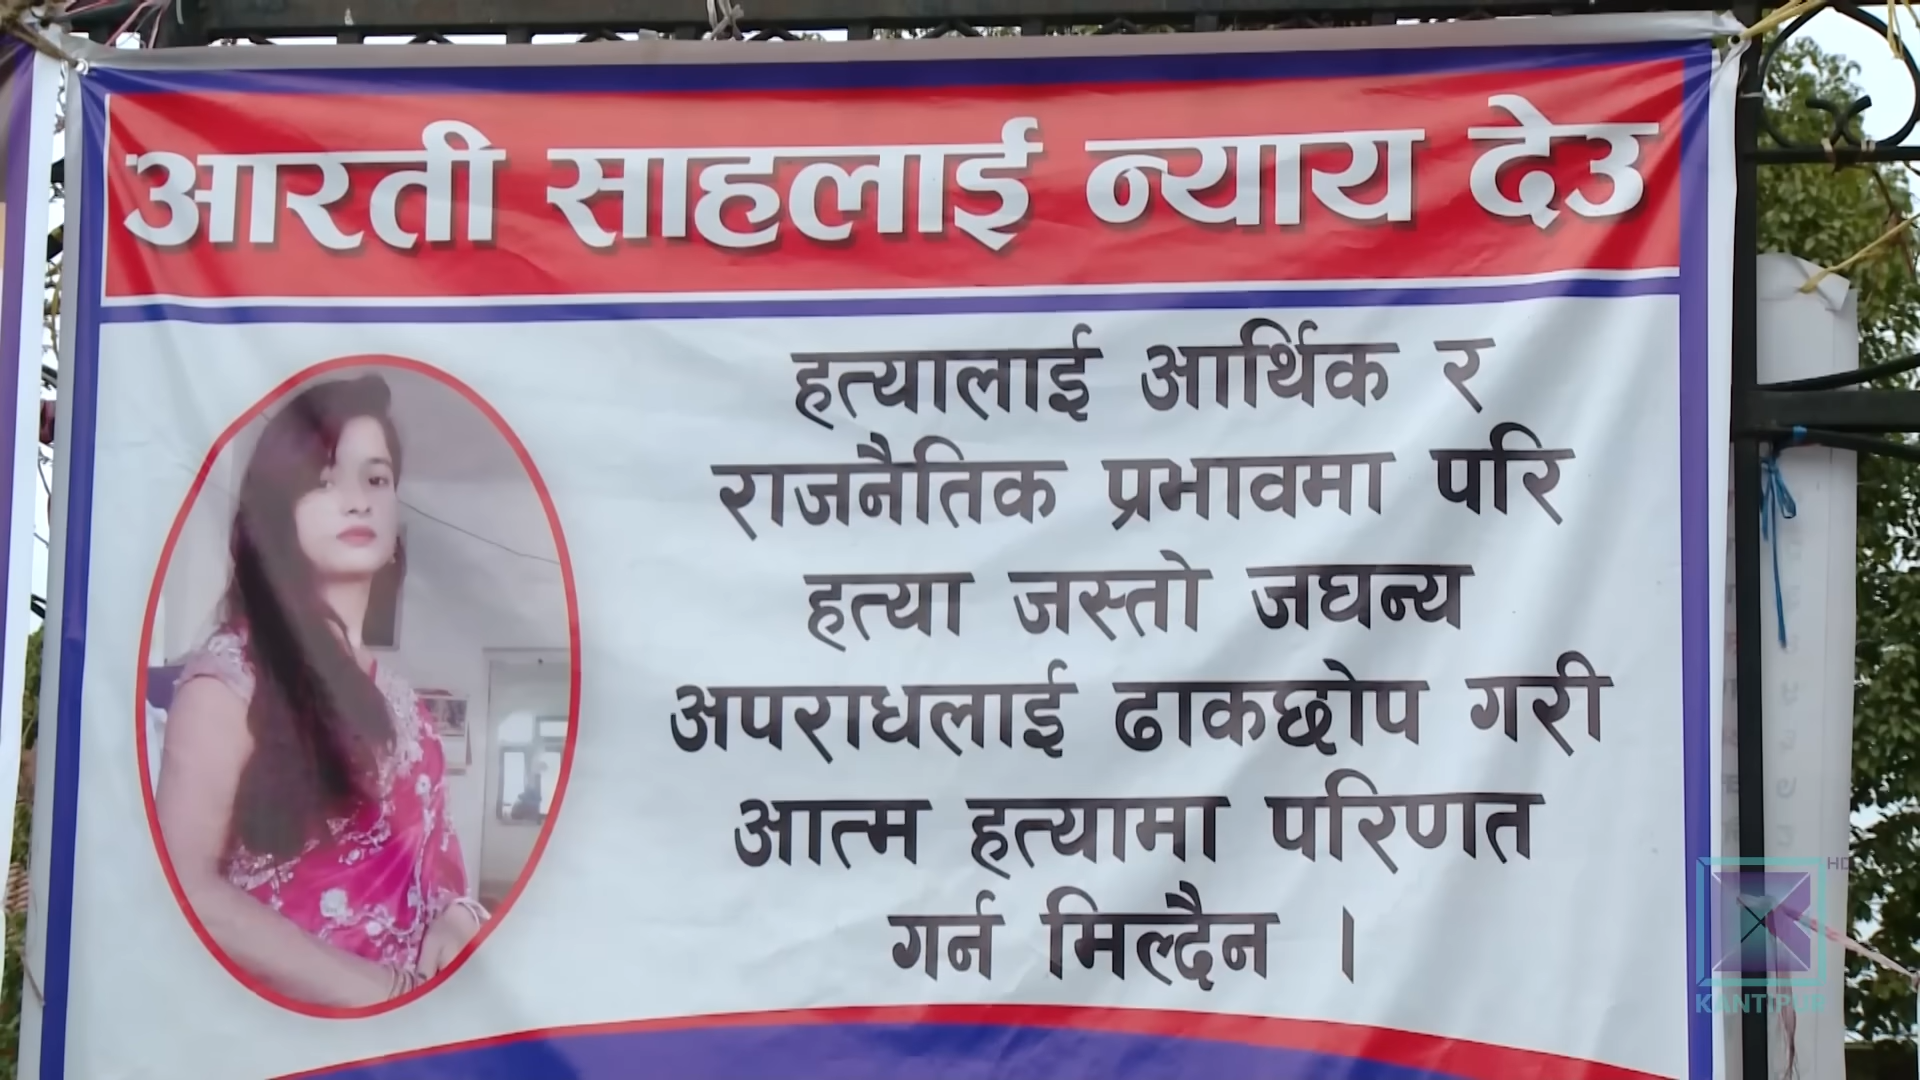 आरती साहलाई न्याय देउ
हत्यालाई आर्थिक र
राजनैतिक प्रभावमा परि
हत्या जस्तो जघन्य
अपराधलाई ढाकछोप गरी
आत्म हत्यामा परिणत
गर्न मिल्दैन ।
HD
KANTIPUR